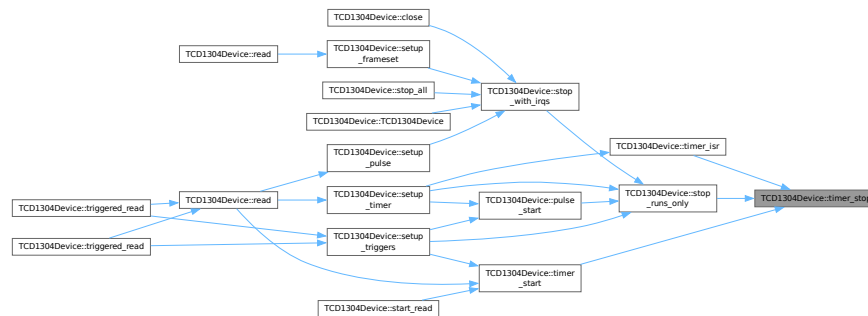 TCD1304Device::close
TCD1304Device::read
TCD1304Device::setup
_frameset
TCD1304Device::stop_all
TCD1304Device::stop
_with_irqs
TCD1304Device::TCD1304Device
TCD1304Device::setup
_pulse
TCD1304Device::timer_isr
TCD1304Device::triggered_read
TCD1304Device::read
TCD1304Device::setup
_timer
TCD1304Device::pulse
_start
TCD1304Device::stop
_runs_only
TCD1304Device::timer_stop
TCD1304Device::triggered_read
TCD1304Device::setup
_triggers
TCD1304Device::timer
_start
TCD1304Device::start_read